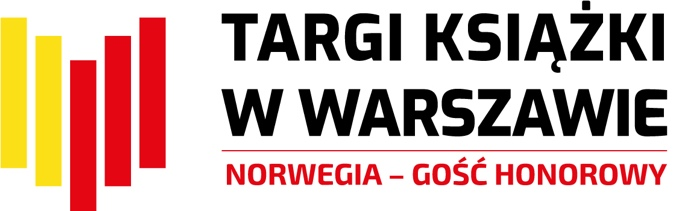 TARGI KSIĄŻKI
W WARSZAWIE
NORWEGIA – GOŚĆ HONOROWY